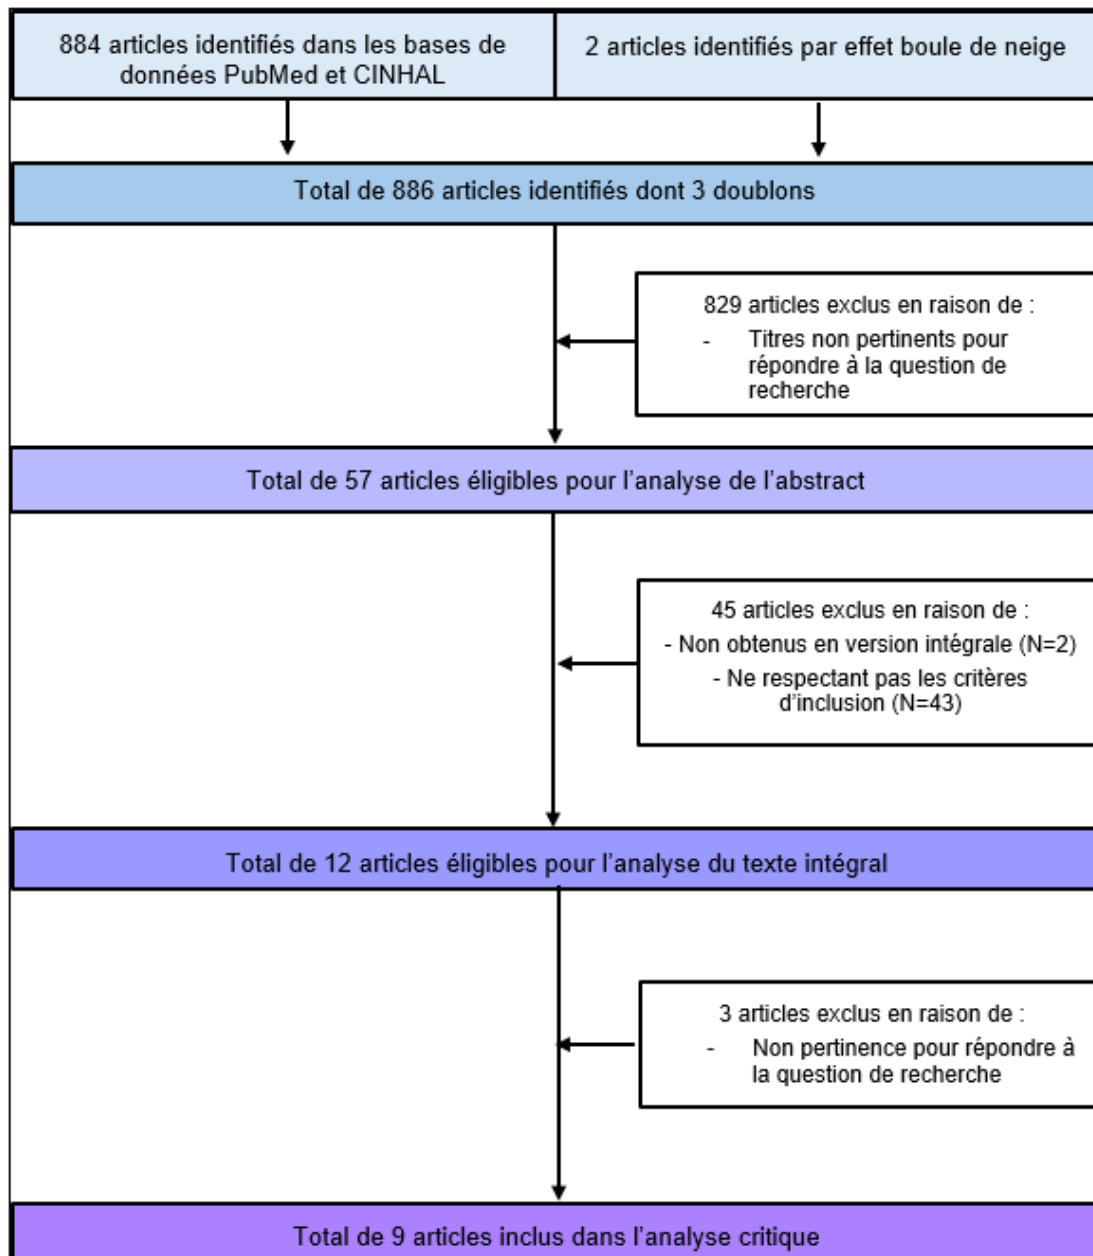 884 articles identifiés dans les bases de
données PubMed et CINHAL
2 articles identifiés par effet boule de neige
Total de 886 articles identifiés dont 3 doublons
829 articles exclus en raison de :
- Titres non pertinents pour
répondre à la question de
recherche
Total de 57 articles éligibles pour l’analyse de l’abstract
45 articles exclus en raison de :
- Non obtenus en version intégrale (N=2)
- Ne respectant pas les critères
d’inclusion (N=43)
Total de 12 articles éligibles pour l’analyse du texte intégral
3 articles exclus en raison de :
- Non pertinence pour répondre à
la question de recherche
Total de 9 articles inclus dans l’analyse critique